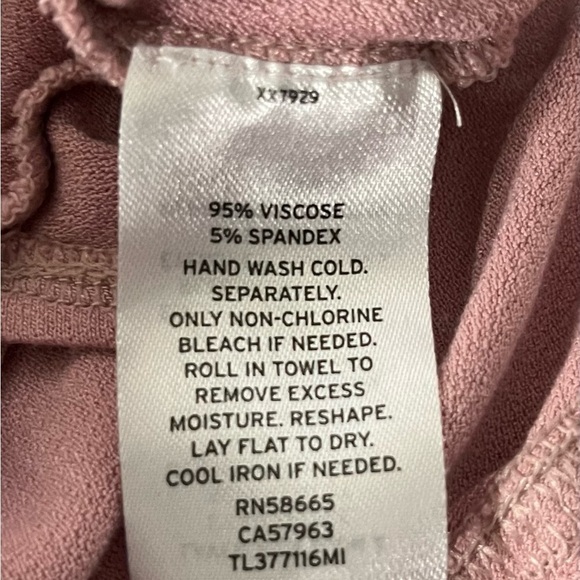 XX7929
95% VISCOSE
5% SPANDEX
HAND WASH COLD.
SEPARATELY.
ONLY NON-CHLORINE
BLEACH IF NEEDED.
ROLL IN TOWEL TO
REMOVE EXCESS
MOISTURE. RESHAPE.
LAY FLAT TO DRY.
COOL IRON IF NEEDED.
RN58665
CA57963
TL377116MI